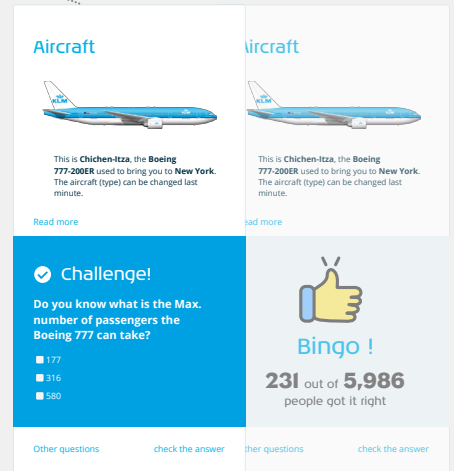 Aircraft
KLM
This is Chichen-Itza, the Boeing
777-200ER used to bring you to New York.
The aircraft (type) can be changed last
minute.
Read more
Challenge!
Do you know what is the Max.
number of passengers the
Boeing 777 can take?
177
316
580
Other questions check the answer
Aircraft
KLM
This is Chichen-Itza, the Boeing
777-200ER used to bring you to New York.
The aircraft (type) can be changed last
minute.
ead more
Bingo !
231 out of 5,986
people got it right
ther questions check the answer